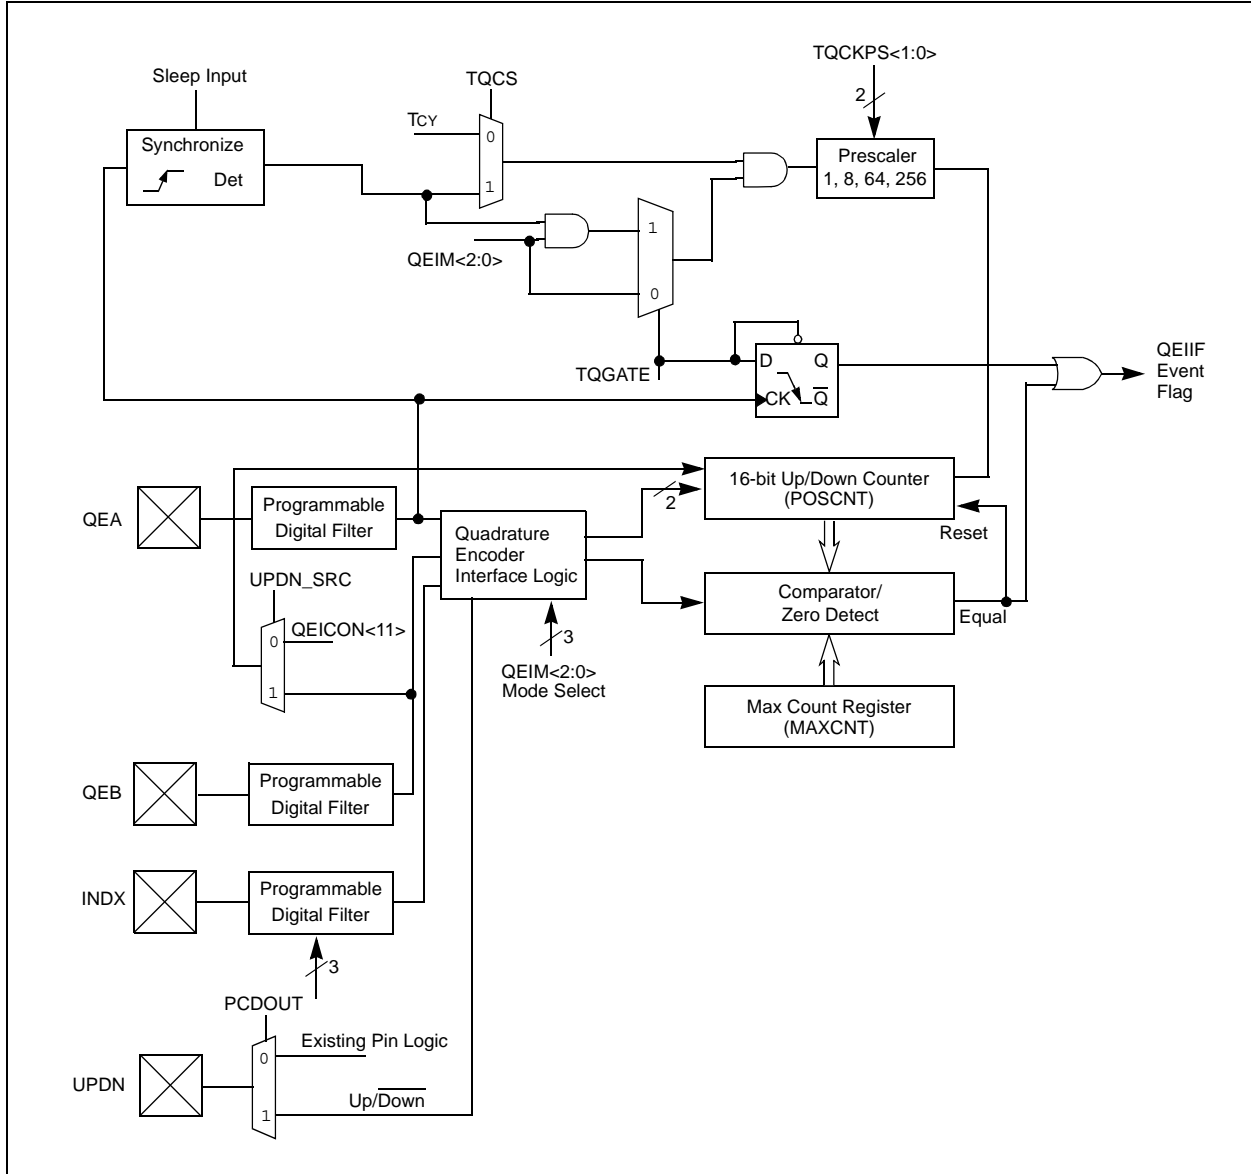 Sleep Input
TQCS
TQCKPS<1:0>
2
TCY
0
1
Synchronize
Det
Prescaler
1, 8, 64, 256
QEIM<2:0>
1
0
TQGATE
D Q
CK Q
QEIIF
Event
Flag
QEA
Programmable
Digital Filter
Quadrature
Encoder
Interface Logic
2
16-bit Up/Down Counter
(POSCNT)
Reset
UPDN_SRC
0
QEICON<11>
1
3
QEIM<2:0>
Mode Select
Comparator/
Zero Detect
Equal
Max Count Register
(MAXCNT)
QEB
Programmable
Digital Filter
INDX
Programmable
Digital Filter
3
PCDOUT
0
Existing Pin Logic
UPDN
1
Up/Down